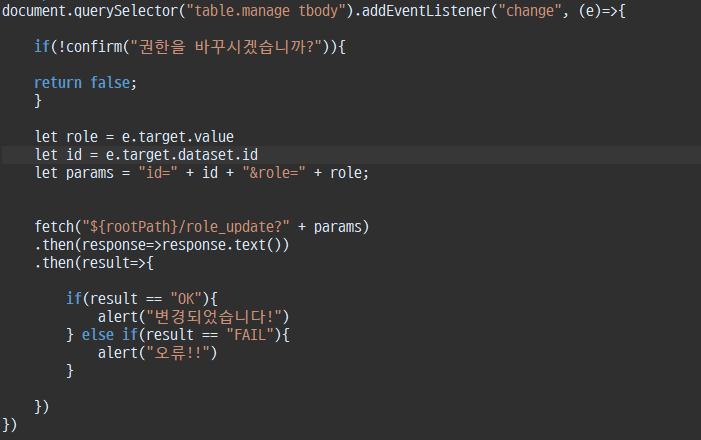 document.querySelector("table.manage tbody").addEventListener("change", (e)=>{
if(!confirm("권한을 바꾸시겠습니까?")){
return false;
}
let role = e.target.value
let id = e.target.dataset.id
let params = "id=" + id + "&role=" + role;
fetch("${rootPath}/role_update?" + params)
.then(response=>response.text())
.then(result=>{
if(result == "OK"){
alert("변경되었습니다!")
} else if(result == "FAIL"){
alert("오류!!")
}
})
})